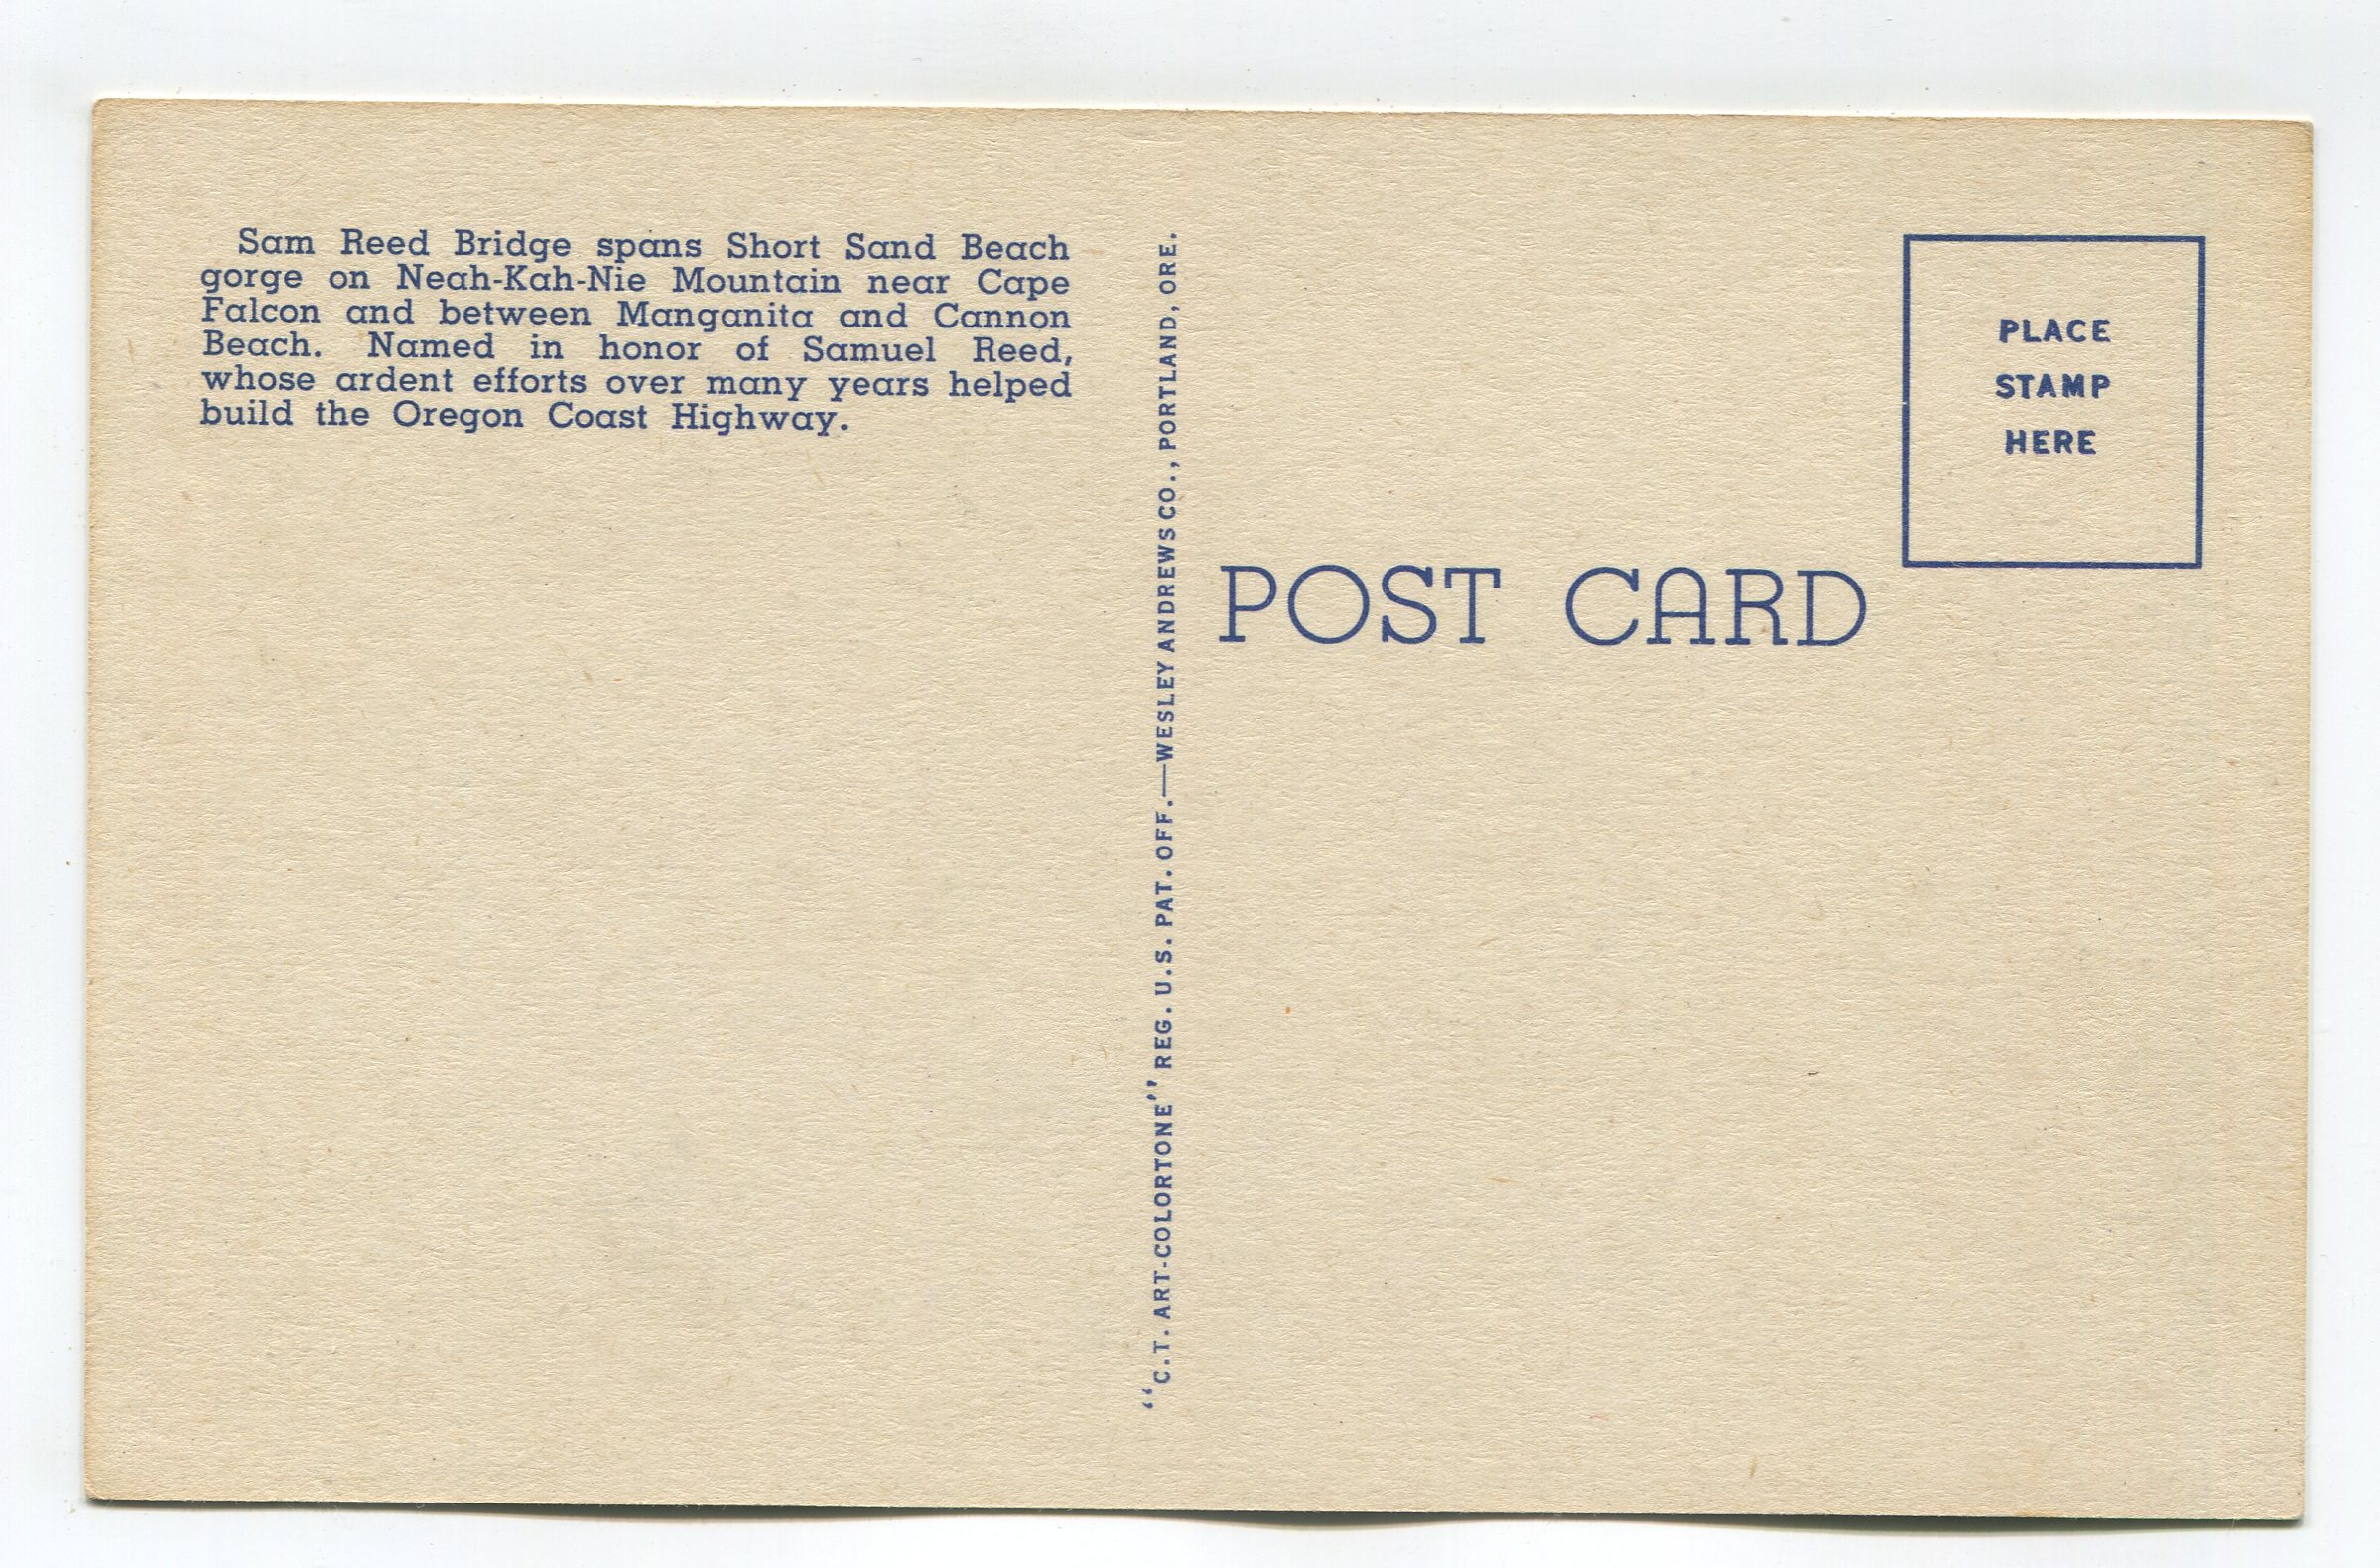 Sam Reed Bridge spans Short Sand Beach
gorge on Neah-Kah-Nie Mountain near Cape
Falcon and between Manganita and Cannon
Beach. Named in honor of Samuel Reed,
whose ardent efforts over many years helped
build the Oregon Coast Highway.
“C.T. ART-COLORTONE” REG. U.S. PAT. OFF.—WESLEY ANDREWS CO., PORTLAND, ORE.
POST CARD
PLACE
STAMP
HERE